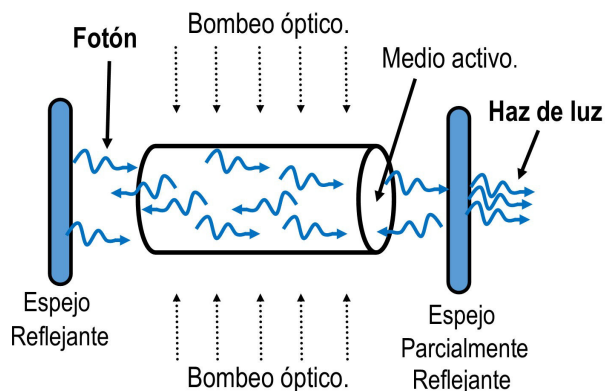 Bombeo óptico.
Fotón
Medio activo.
Haz de luz
Espejo
Reflejante
Espejo
Parcialmente
Reflejante
Bombeo óptico.